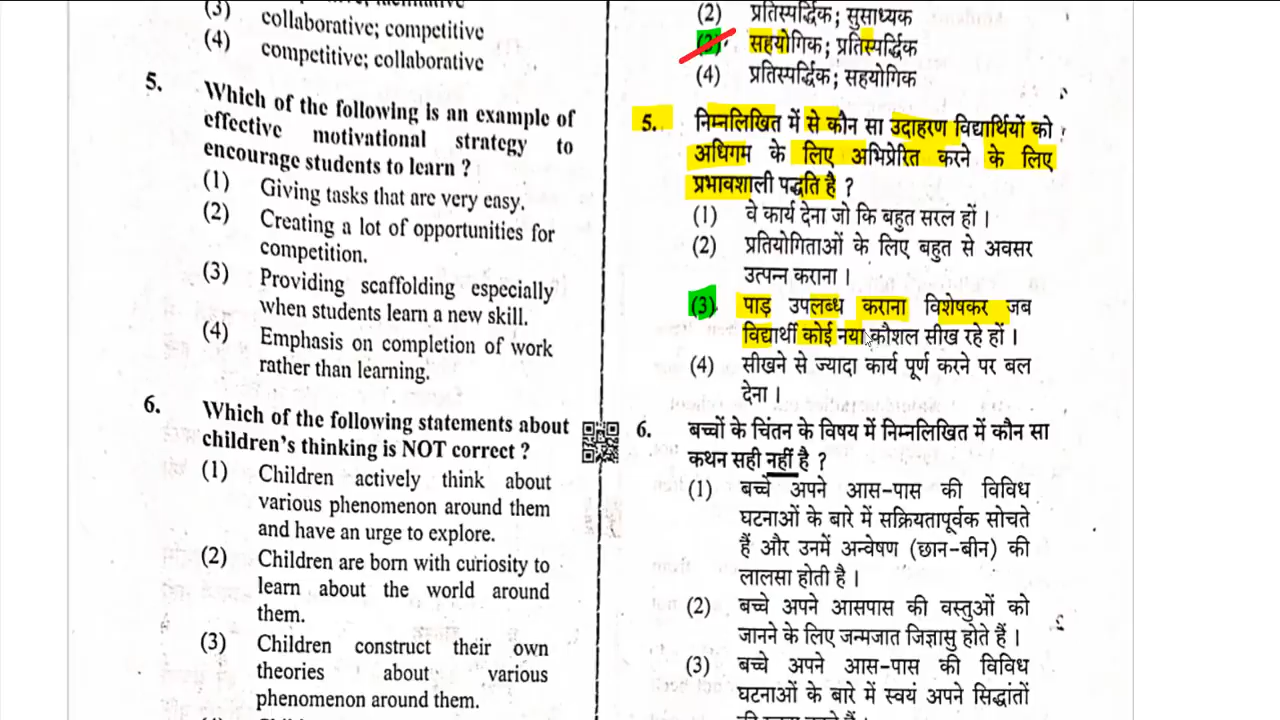 (3)
collaborative; competitive
(4)
competitive; collaborative
5.
Which of the following is an example of
effective motivational strategy to
encourage students to learn ?
(1) Giving tasks that are very easy.
(2) Creating a lot of opportunities for
competition.
(3) Providing scaffolding especially
when students learn a new skill.
(4) Emphasis on completion of work
rather than learning.
6.
Which of the following statements about
children's thinking is NOT correct ?
(1) Children actively think about
various phenomenon around them
and have an urge to explore.
(2) Children are born with curiosity to
learn about the world around
them.
(3) Children construct their own
theories about various
phenomenon around them.
(2) प्रतिस्पर्द्धिक; सुसाध्यक
(3) सहयोगिक; प्रतिस्पर्द्धिक
(4) प्रतिस्पर्द्धिक; सहयोगिक
5. निम्नलिखित में से कौन सा उदाहरण विद्यार्थियों को
अधिगम के लिए अभिप्रेरित करने के लिए
प्रभावशाली पद्धति है ?
(1) वे कार्य देना जो कि बहुत सरल हों ।
(2) प्रतियोगिताओं के लिए बहुत से अवसर
उत्पन्न कराना ।
(3) पाड़ उपलब्ध कराना विशेषकर जब
विद्यार्थी कोई नया कौशल सीख रहे हों ।
(4) सीखने से ज्यादा कार्य पूर्ण करने पर बल
देना ।
6. बच्चों के चिंतन के विषय में निम्नलिखित में कौन सा
कथन सही नहीं है ?
(1) बच्चे अपने आस-पास की विविध
घटनाओं के बारे में सक्रियतापूर्वक सोचते
हैं और उनमें अन्वेषण (छान-बीन) की
लालसा होती है ।
(2) बच्चे अपने आसपास की वस्तुओं को
जानने के लिए जन्मजात जिज्ञासु होते हैं ।
(3) बच्चे अपने आस-पास की विविध
घटनाओं के बारे में स्वयं अपने सिद्धांतों